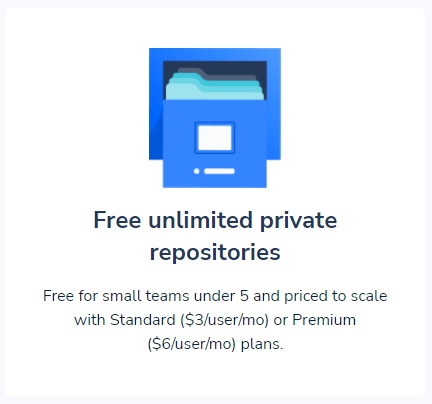 Free unlimited private
repositories
Free for small teams under 5 and priced to scale
with Standard ($3/user/mo) or Premium
($6/user/mo) plans.